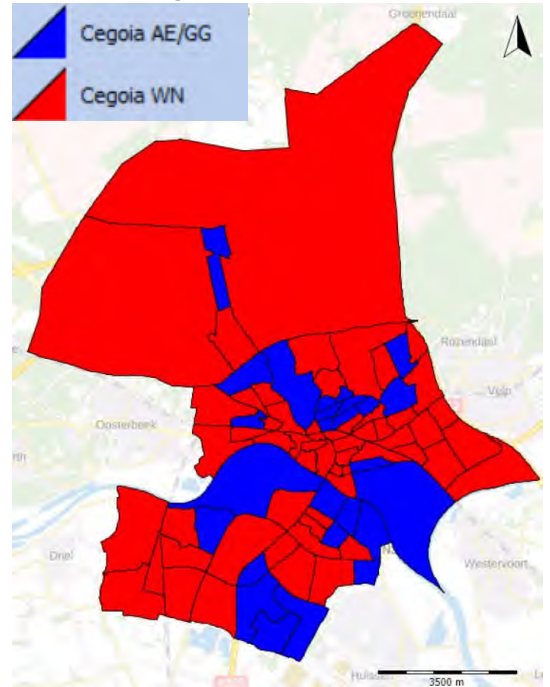 Cegoia AE/GG
Cegoia WN
Groenendaal
Rozendaal
Velp
Oosterbeek
Driel
Westervoort
3500 m